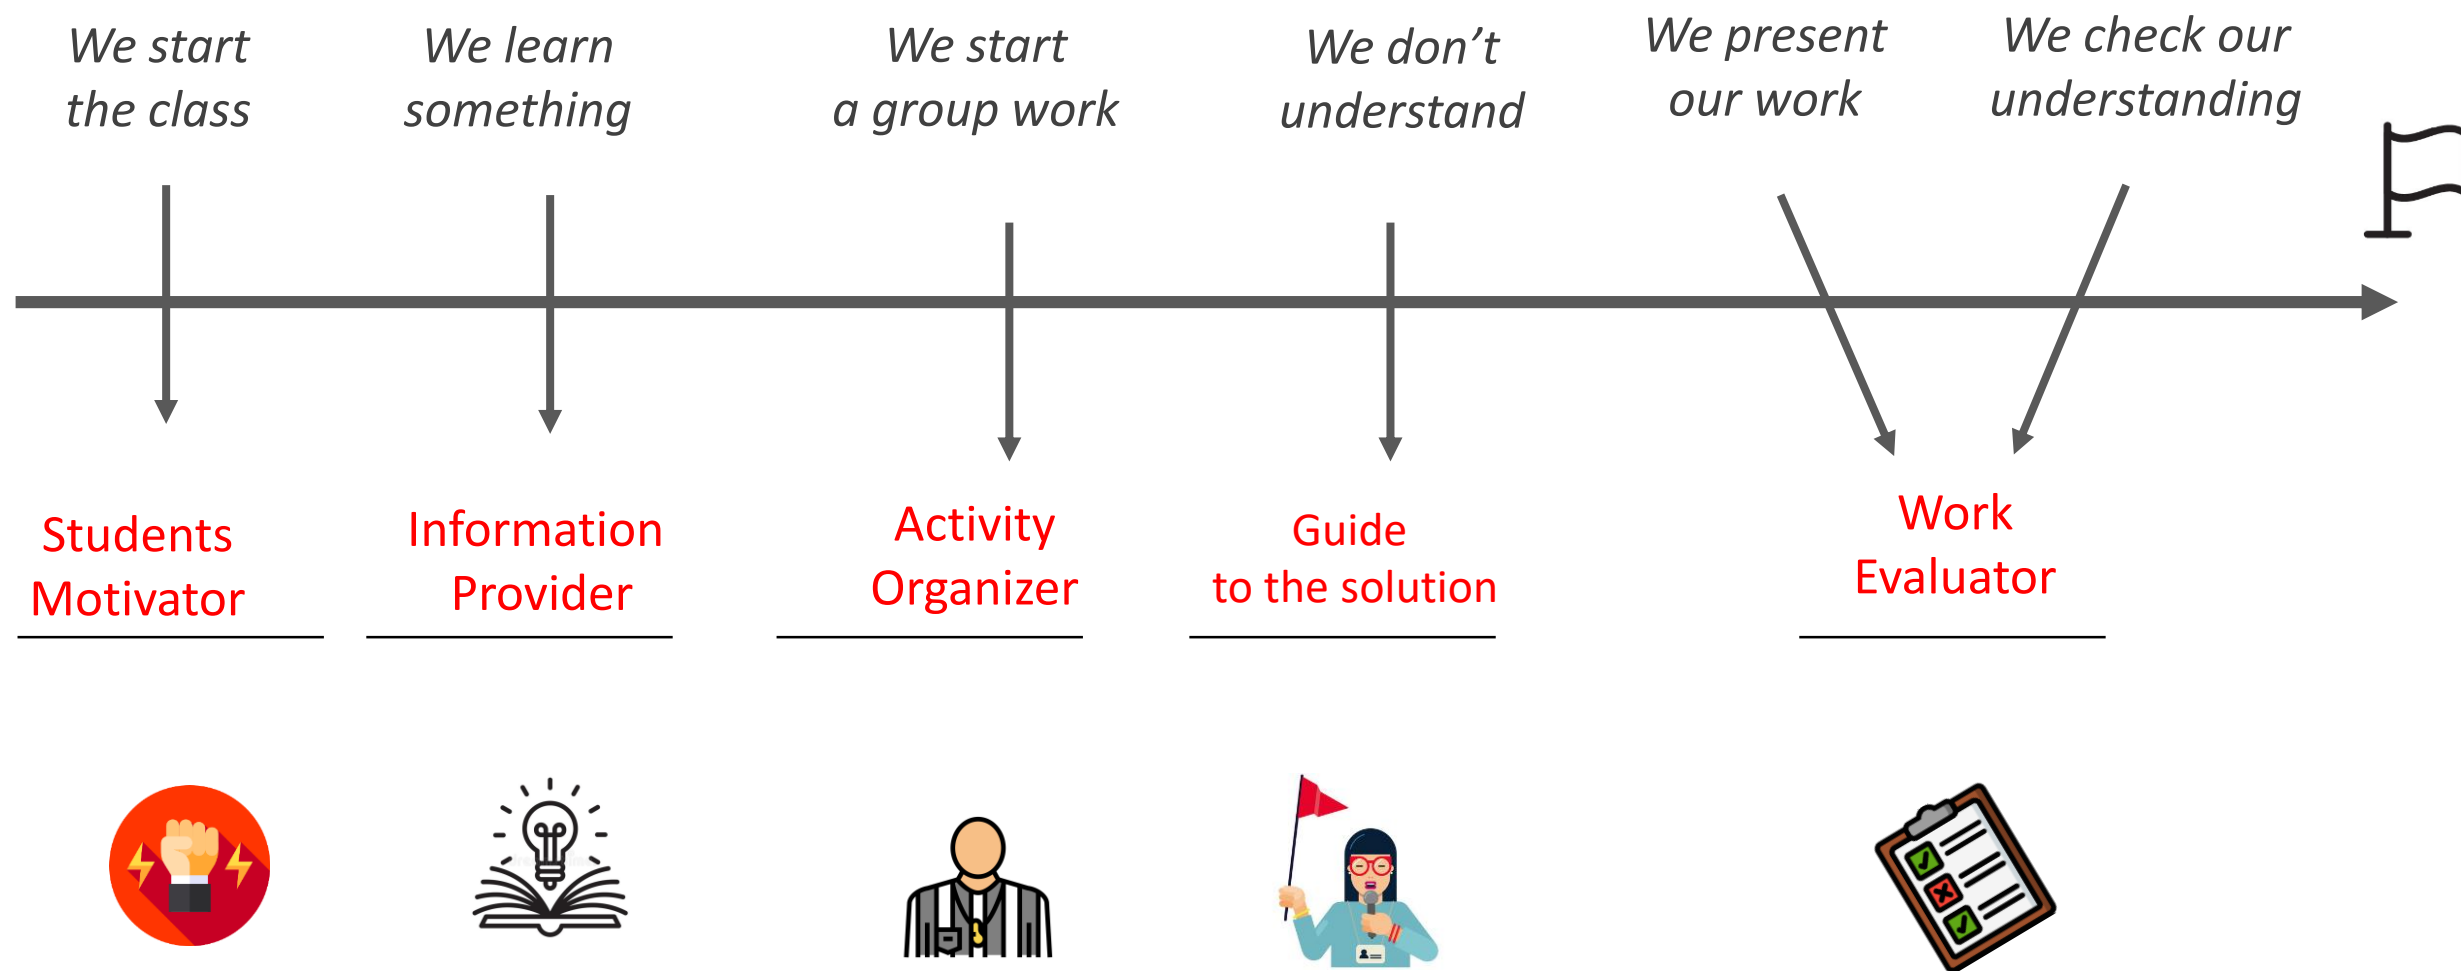 We start
the class
We learn
something
We start
a group work
We don’t
understand
We present
our work
We check our
understanding
Students
Motivator
Information
Provider
Activity
Organizer
Guide
to the solution
Work
Evaluator